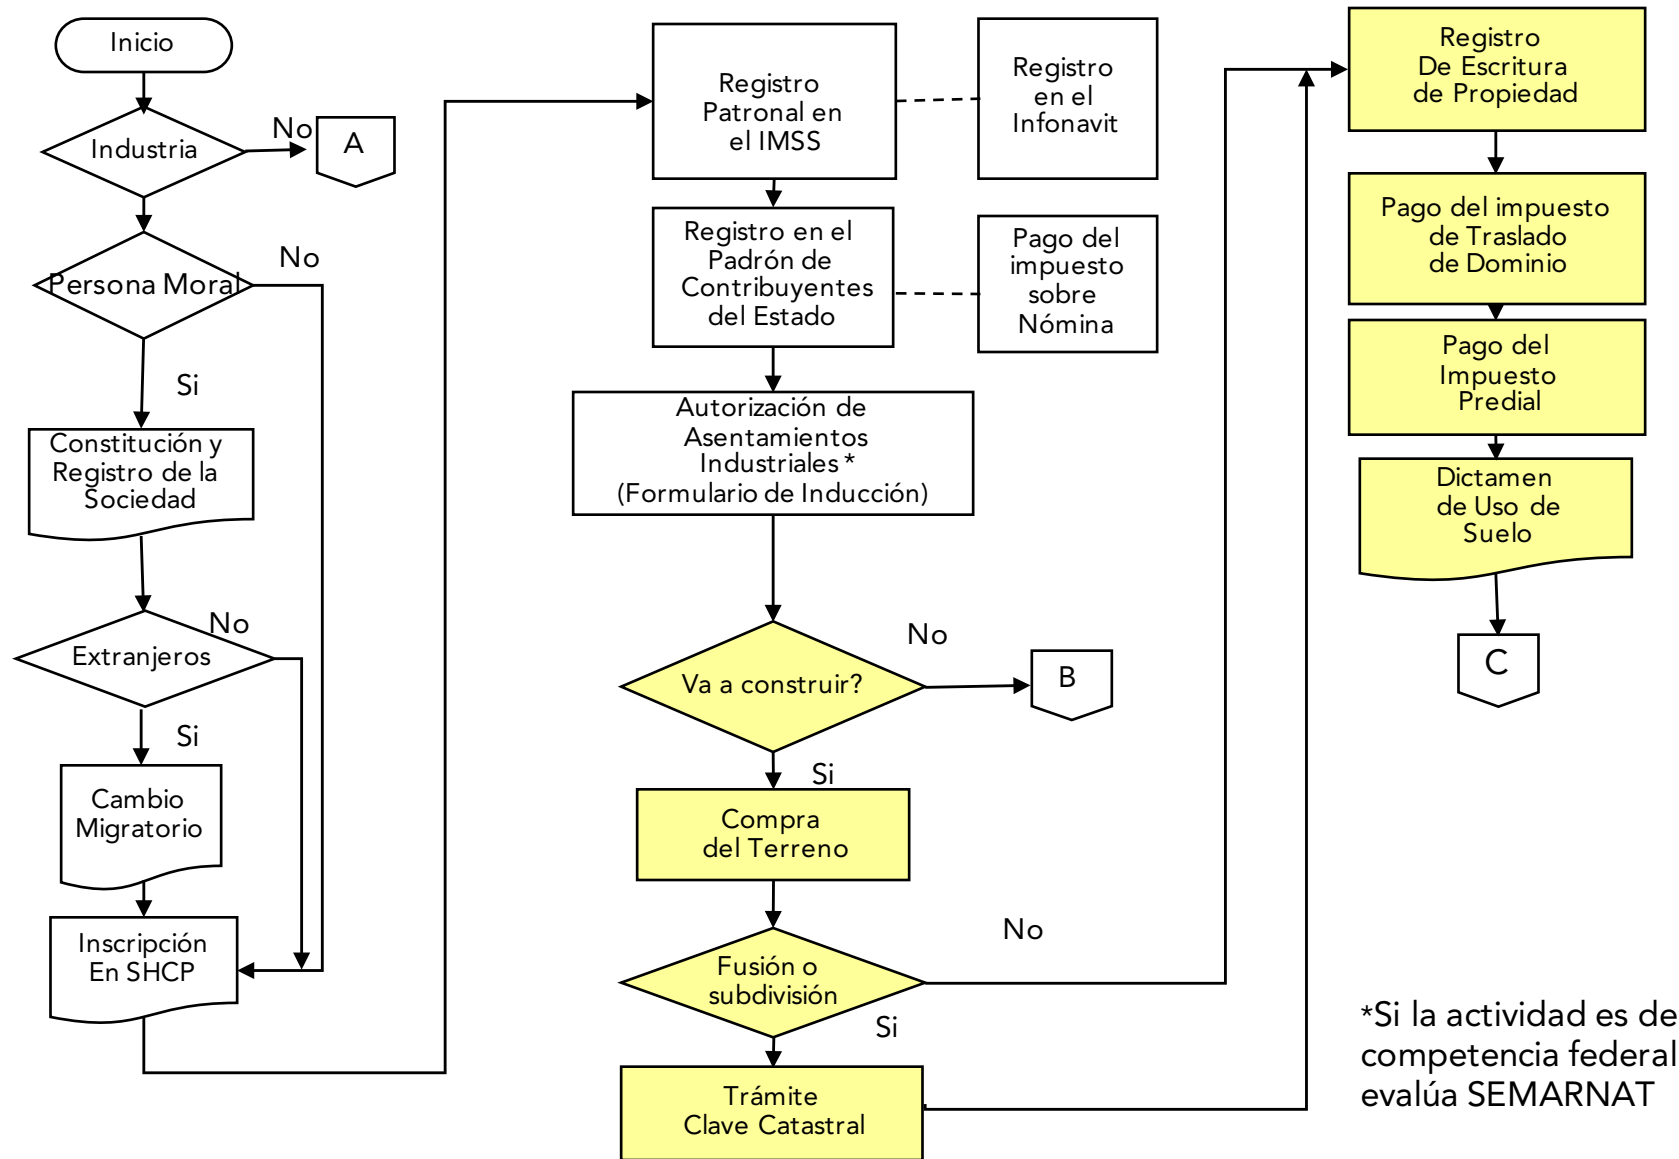 Inicio
Industria
No
A
Persona Moral
No
Si
Constitución y
Registro de la
Sociedad
Extranjeros
No
Si
Cambio
Migratorio
Inscripción
En SHCP
Registro
Patronal en
el IMSS
Registro
en el
Infonavit
Registro en el
Padrón de
Contribuyentes
del Estado
Pago del
impuesto
sobre
Nómina
Autorización de
Asentamientos
Industriales *
(Formulario de Inducción)
Va a construir?
No
B
Si
Compra
del Terreno
Fusión o
subdivisión
No
Si
Trámite
Clave Catastral
Registro
De Escritura
de Propiedad
Pago del impuesto
de Traslado
de Dominio
Pago del
Impuesto
Predial
Dictamen
de Uso de
Suelo
C
*Si la actividad es de
competencia federal
evalúa SEMARNAT